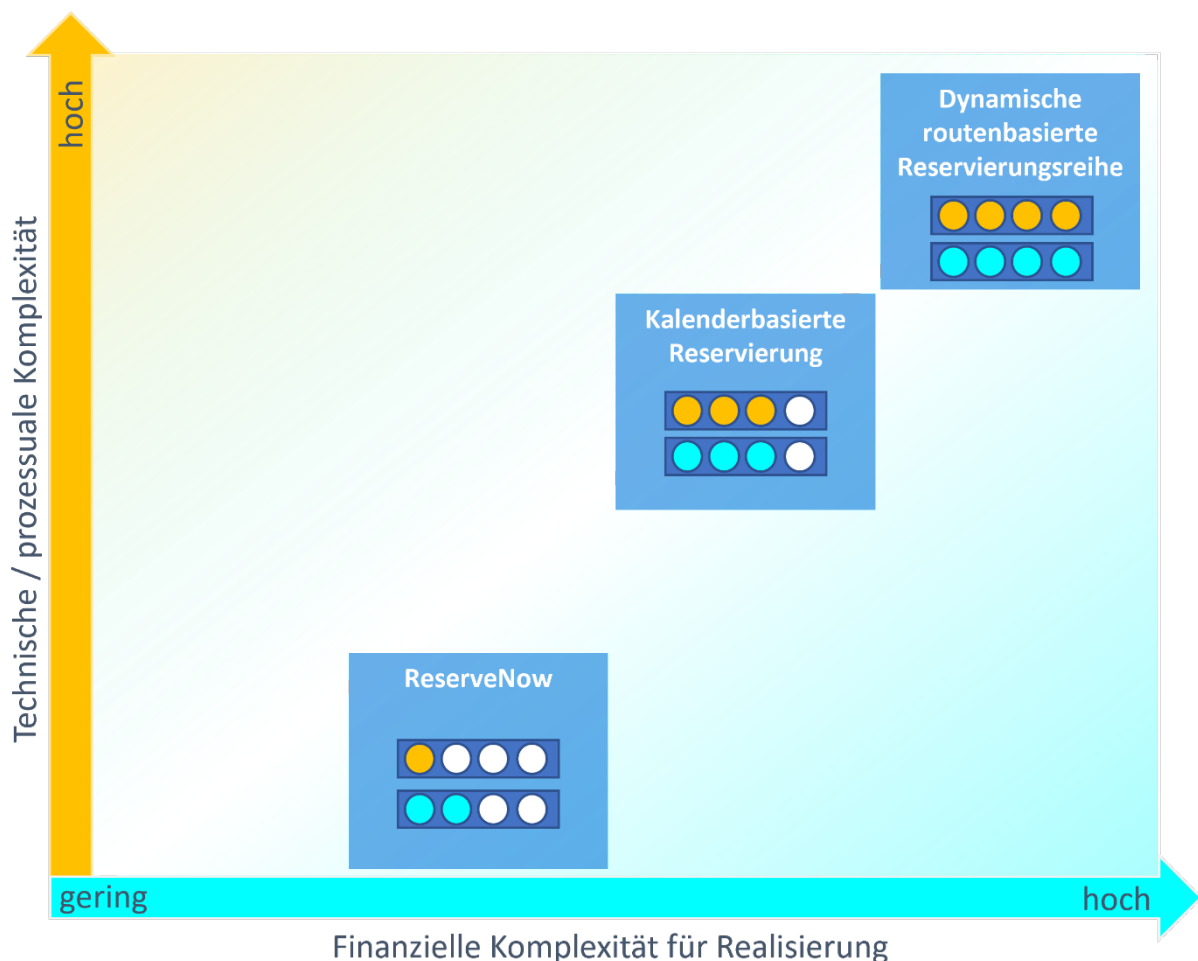 hoch
Technische / prozessuale Komplexität
Dynamische
routenbasierte
Reservierungsreihe
Kalenderbasierte
Reservierung
ReserveNow
gering
hoch
Finanzielle Komplexität für Realisierung